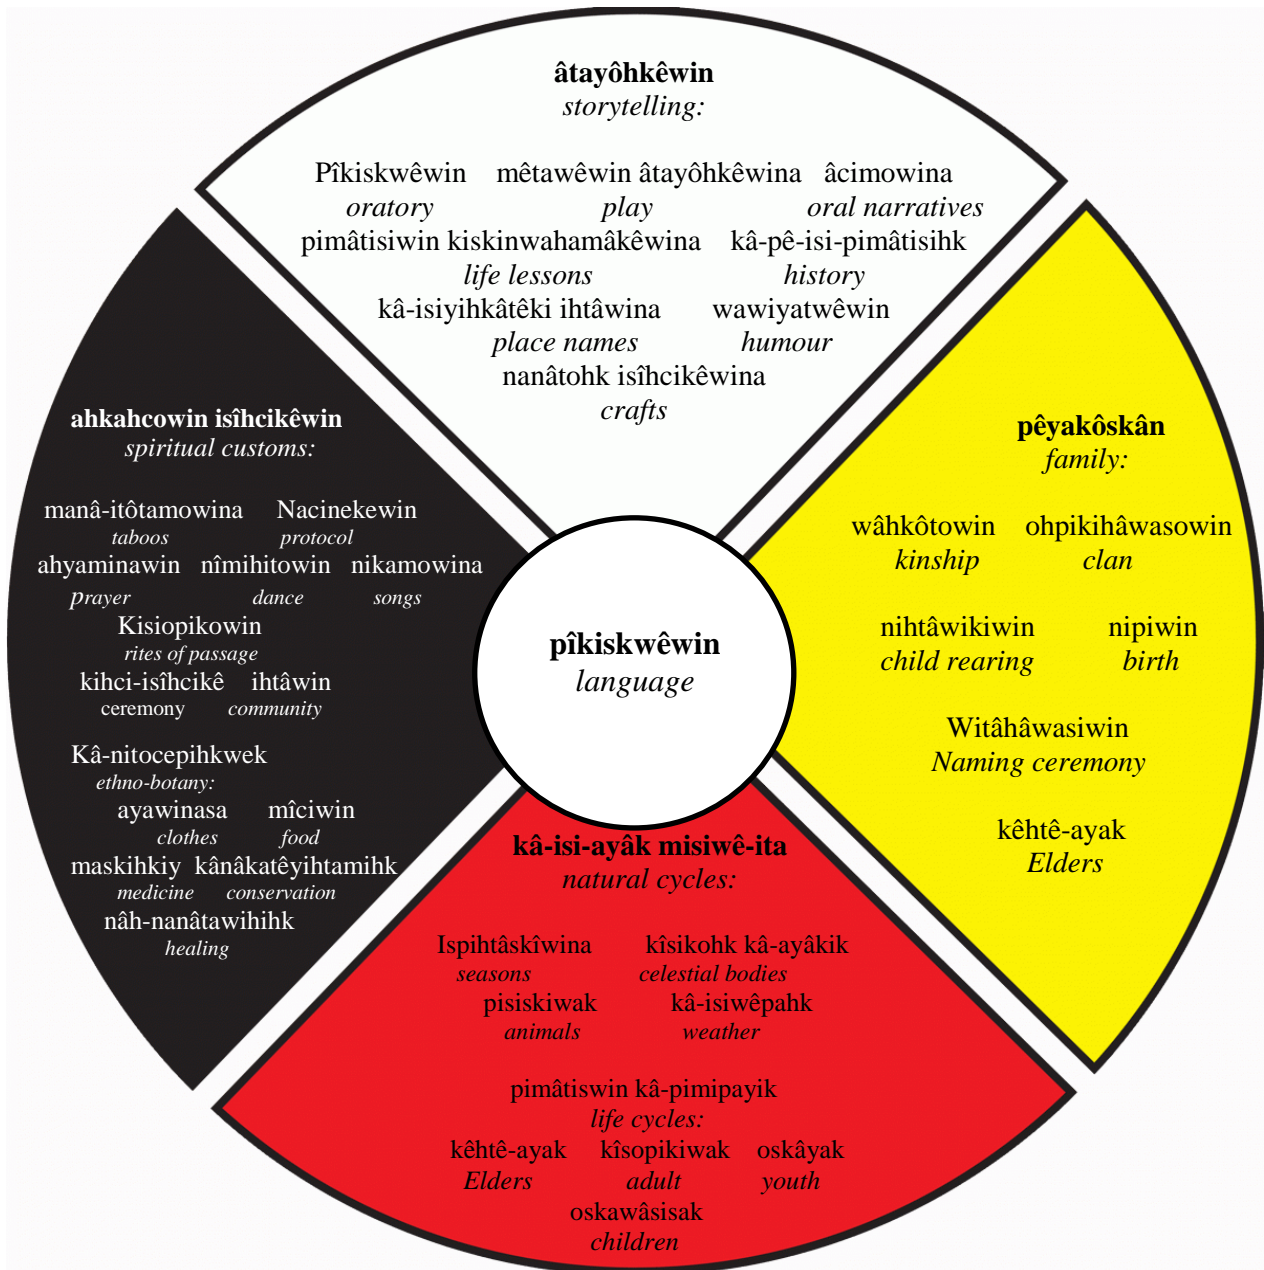 âtayôhkêwin
storytelling:
Pîkiskwêwin mêtawêwin âtayôhkêwina âcimowina
oratory play oral narratives
pimâtisiwin kiskinwahamâkêwina kâ-pê-isi-pimâtisihk
life lessons history
kâ-isiyihkâtêki ihtâwina wawiyatwêwin
place names humour
nanâtohk isîhcikêwina
crafts
ahkahcowin isîhcikêwin
spiritual customs:
manâ-itôtamowina Nacinekewin
taboos protocol
ahyaminawin nîmihitowin nikamowina
prayer dance songs
Kisiopikowin
rites of passage
kihci-isîhcikê ihtâwin
ceremony community
Kâ-nitocepihkwek
ethno-botany:
ayawinasa mîciwin
clothes food
maskihkiy kânâkatêyihtamihk
medicine conservation
nâh-nanâtawihihk
healing
pîkiskwêwin
language
pêyakôskân
family:
wâhkôtowin ohpikihâwasowin
kinship clan
nihtâwikiwin nipiwin
child rearing birth
Witâhâwasiwin
Naming ceremony
kêhtê-ayak
Elders
kâ-isi-ayâk misiwê-ita
natural cycles:
Ispihtâskîwina kîsikohk kâ-ayâkik
seasons celestial bodies
pisiskiwak kâ-isiwêpahk
animals weather
pimâtiswin kâ-pimipayik
life cycles:
kêhtê-ayak kîsopikiwak oskâyak
Elders adult youth
oskawâsisak
children